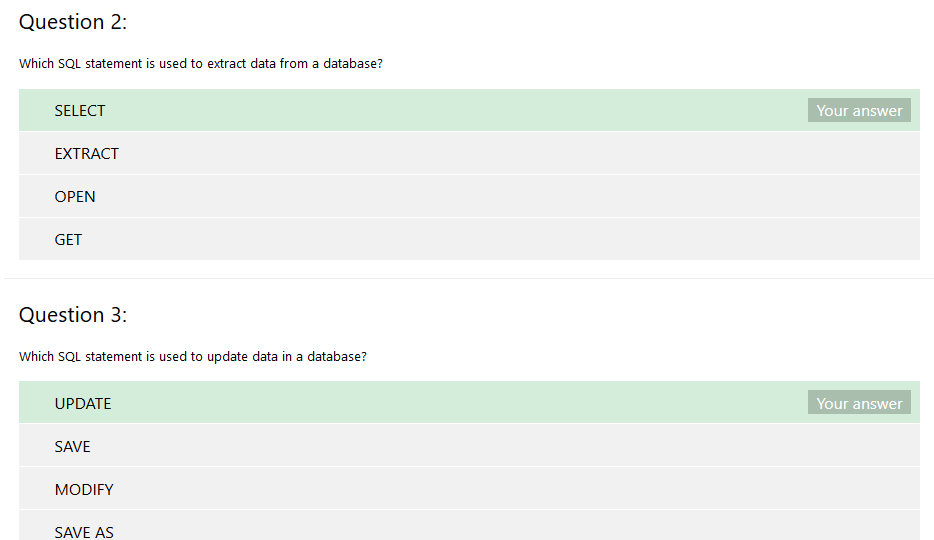 Question 2:
Which SQL statement is used to extract data from a database?
SELECT Your answer
EXTRACT
OPEN
GET
Question 3:
Which SQL statement is used to update data in a database?
UPDATE Your answer
SAVE
MODIFY
SAVE AS